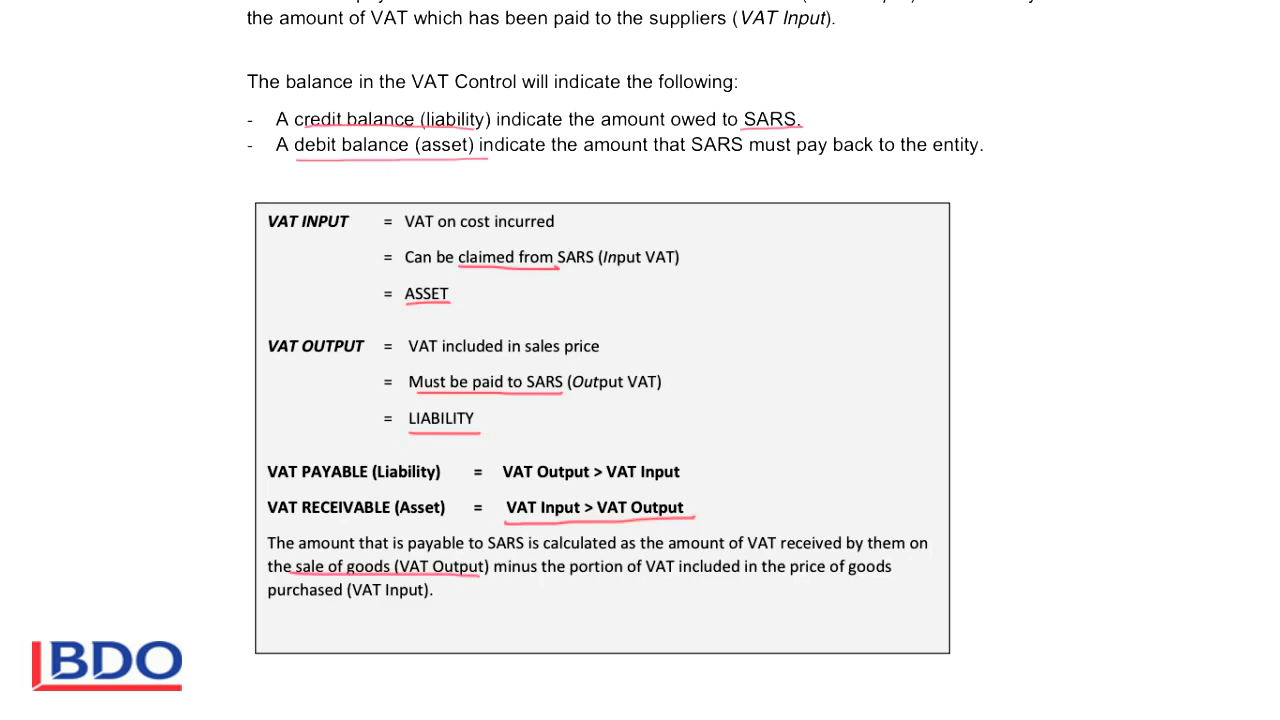 the amount of VAT which has been paid to the suppliers (VAT Input).
The balance in the VAT Control will indicate the following:
- A credit balance (liability) indicate the amount owed to SARS.
- A debit balance (asset) indicate the amount that SARS must pay back to the entity.
VAT INPUT = VAT on cost incurred
= Can be claimed from SARS (Input VAT)
= ASSET
VAT OUTPUT = VAT included in sales price
= Must be paid to SARS (Output VAT)
= LIABILITY
VAT PAYABLE (Liability) = VAT Output > VAT Input
VAT RECEIVABLE (Asset) = VAT Input > VAT Output
The amount that is payable to SARS is calculated as the amount of VAT received by them on
the sale of goods (VAT Output) minus the portion of VAT included in the price of goods
purchased (VAT Input).
BDO